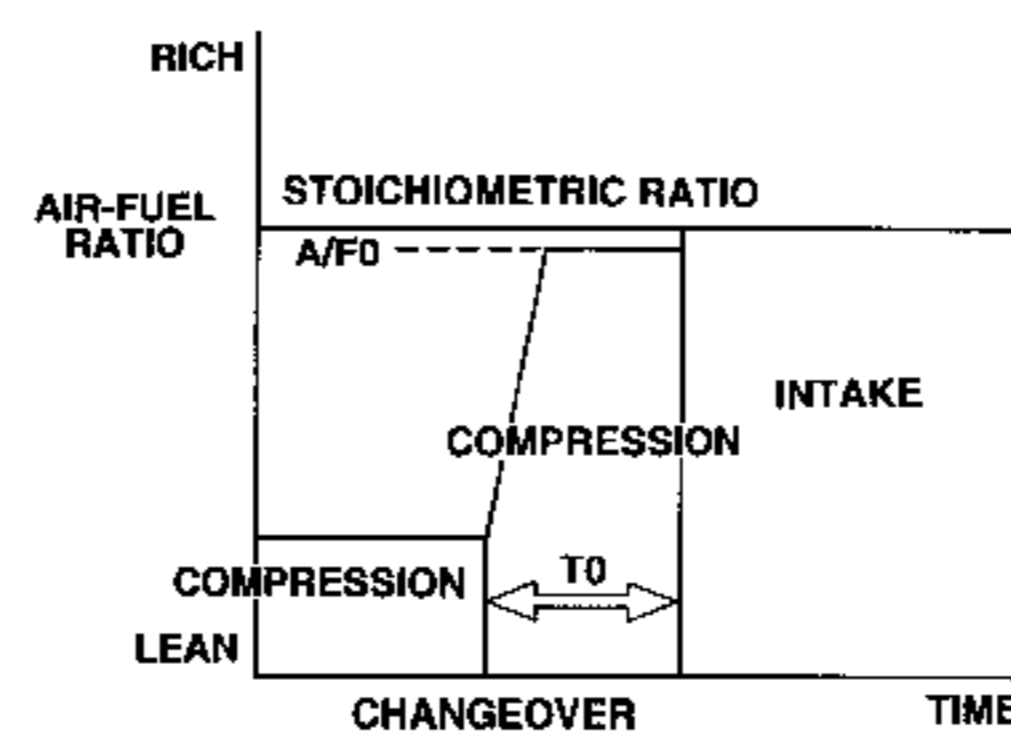 RICH
STOICHIOMETRIC RATIO
AIR-FUEL
RATIO
A/F0
INTAKE
COMPRESSION
T0
COMPRESSION
LEAN
CHANGEOVER
TIME